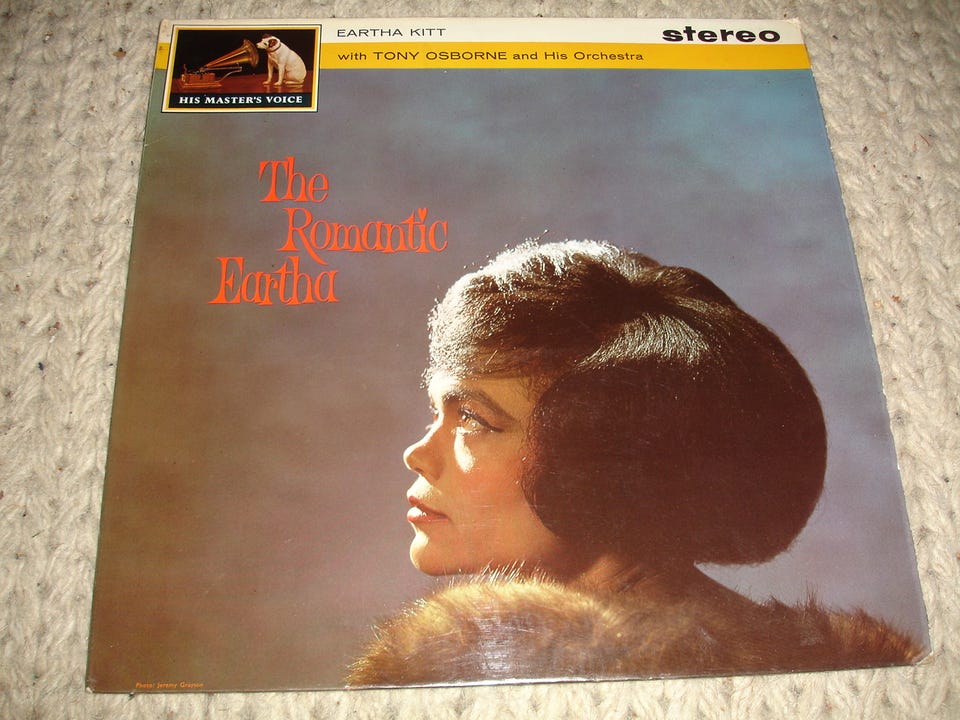 EARTHA KITT
stereo
with TONY OSBORNE and His Orchestra
HIS MASTER'S VOICE
The
Romantic
Eartha
Photo: Jeremy Grayson